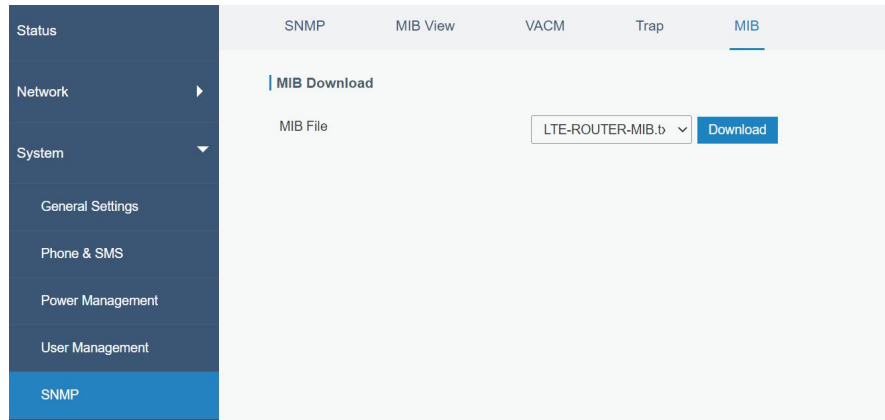 Status
Network
System
General Settings
Phone & SMS
Power Management
User Management
SNMP
SNMP MIB View VACM Trap MIB
MIB Download
MIB File LTE-ROUTER-MIB.t Download